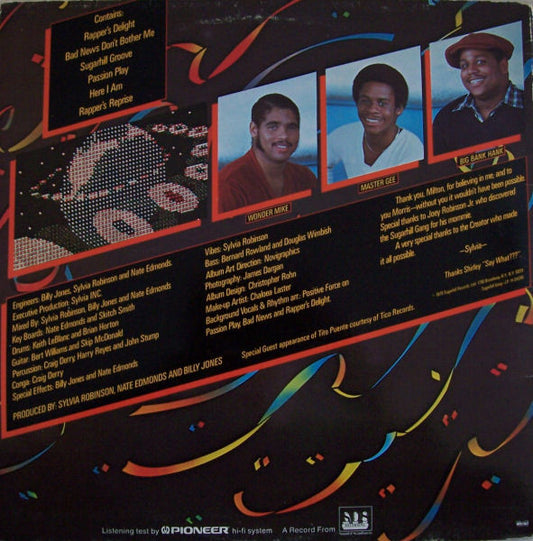 Contains:
Rapper's Delight
Bad News Don't Bother Me
Sugarhill Groove
Passion Play
Here I Am
Rapper's Reprise
WONDER MIKE
MASTER GEE
BIG BANK HANK
Engineers: Billy Jones, Sylvia Robinson and Nate Edmonds.
Executive Production, Sylvia INC.
Mixed By: Sylvia Robinson, Billy Jones and Nate Edmonds
Key Boards: Nate Edmonds and Skitch Smith
Drums: Keith LeBlanc and Brian Horton
Guitar: Bert Williams and Skip McDonald
Percussion: Craig Derry, Harry Reyes and John Stump
Conga: Craig Derry
Special Effects: Billy Jones and Nate Edmonds
Vibes: Sylvia Robinson
Bass: Bernard Rowland and Douglas Wimbish
Album Art Direction: Novigraphics
Photography: James Dargan
Album Design: Christopher Rohn
Make-up Artist: Chaleea Laster
Background Vocals & Rhythm arr.: Positive Force on
Passion Play, Bad News and Rapper's Delight.
Special Guest appearance of Tito Puente courtesy of Tico Records.
PRODUCED BY: SYLVIA ROBINSON, NATE EDMONDS AND BILLY JONES
Thank you, Milton, for believing in me, and to
you Morris—without you it wouldn't have been possible.
Special thanks to Joey Robinson Jr. who discovered
the Sugarhill Gang for his mommie.
A very special thanks to the Creator who made
it all possible.
—Sylvia—
Thanks Shirley "Say What???"
Listening test by PIONEER hi-fi system
A Record From